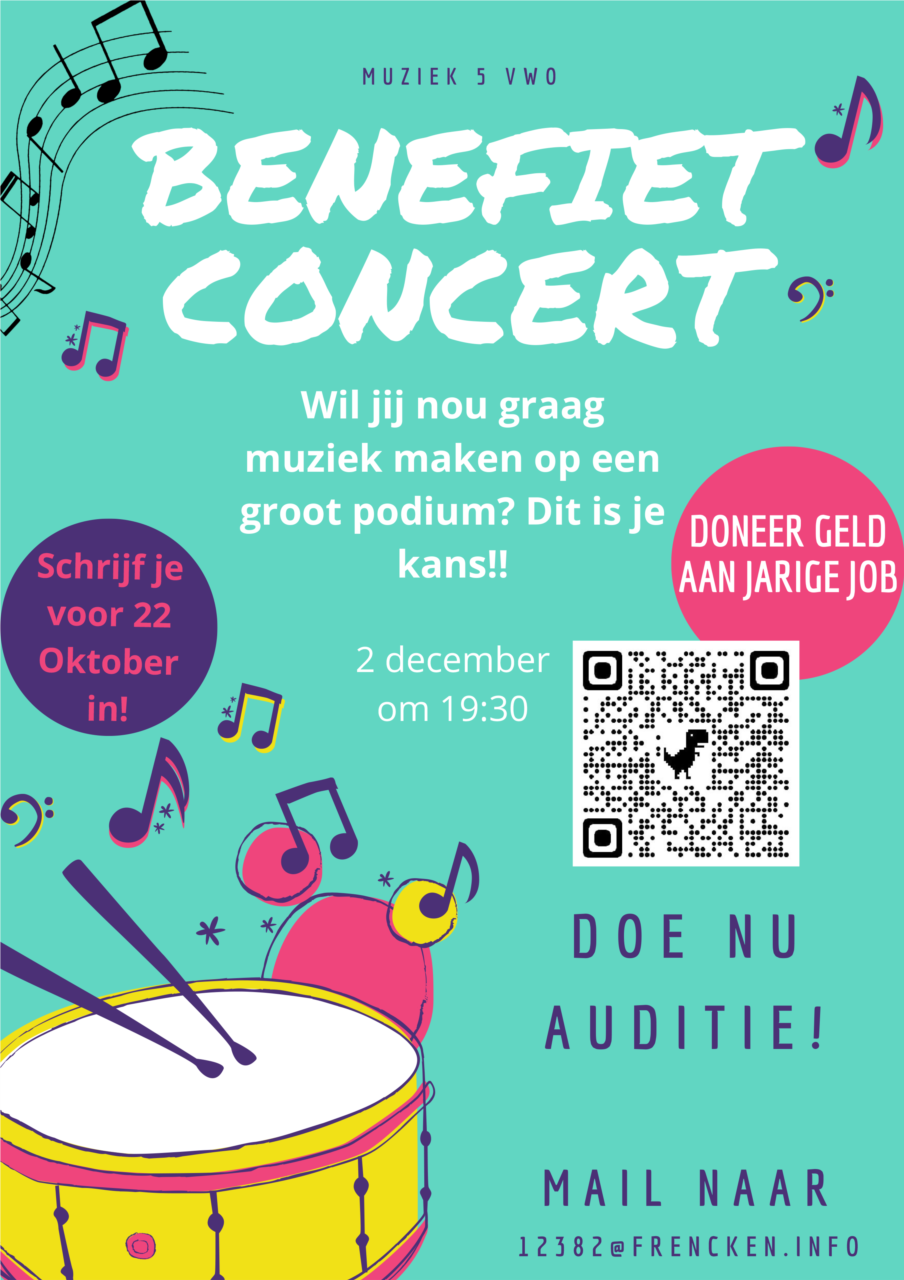 MUZIEK 5 VWO
BENEFIET
CONCERT
Wil jij nou graag
muziek maken op een
groot podium? Dit is je
kans!!
DONEER GELD
AAN JARIGE JOB
Schrijf je
voor 22
Oktober
in!
2 december
om 19:30
DOE NU
AUDITIE!
MAIL NAAR
12382@FRENCKEN.INFO